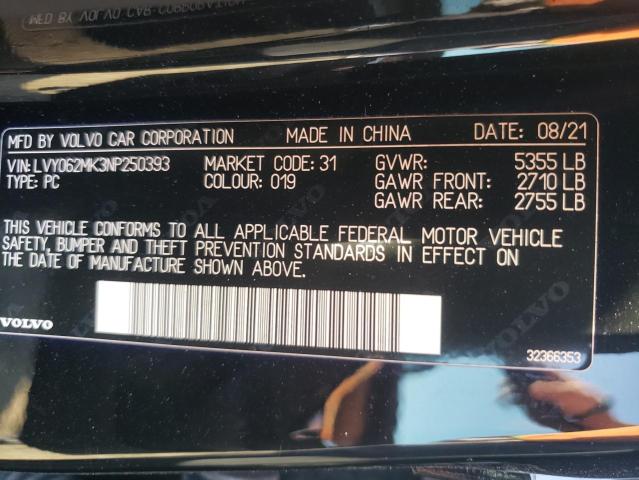 MFD BY VOLVO CAR CORPORATION MADE IN CHINA DATE: 08/21
VIN: LVY062MK3NP250393 MARKET CODE: 31 GVWR: 5355 LB
TYPE: PC COLOUR: 019 GAWR FRONT: 2710 LB
GAWR REAR: 2755 LB
THIS VEHICLE CONFORMS TO ALL APPLICABLE FEDERAL MOTOR VEHICLE
SAFETY, BUMPER AND THEFT PREVENTION STANDARDS IN EFFECT ON
THE DATE OF MANUFACTURE SHOWN ABOVE.
VOLVO
32366353